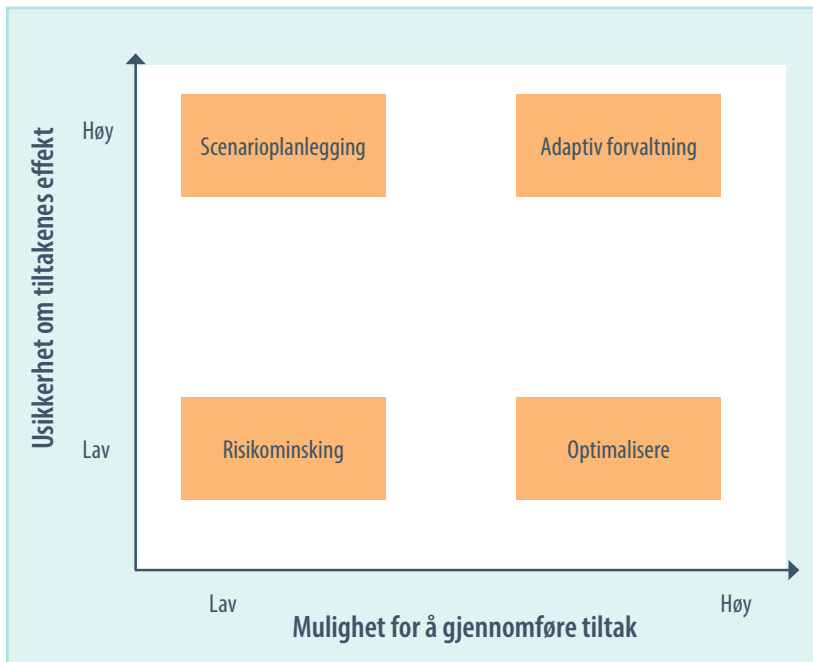 Usikkerhet om tiltakenes effekt
Høy
Scenarioplanlegging
Adaptiv forvaltning
Lav
Risikominsking
Optimalisere
Lav
Høy
Mulighet for å gjennomføre tiltak